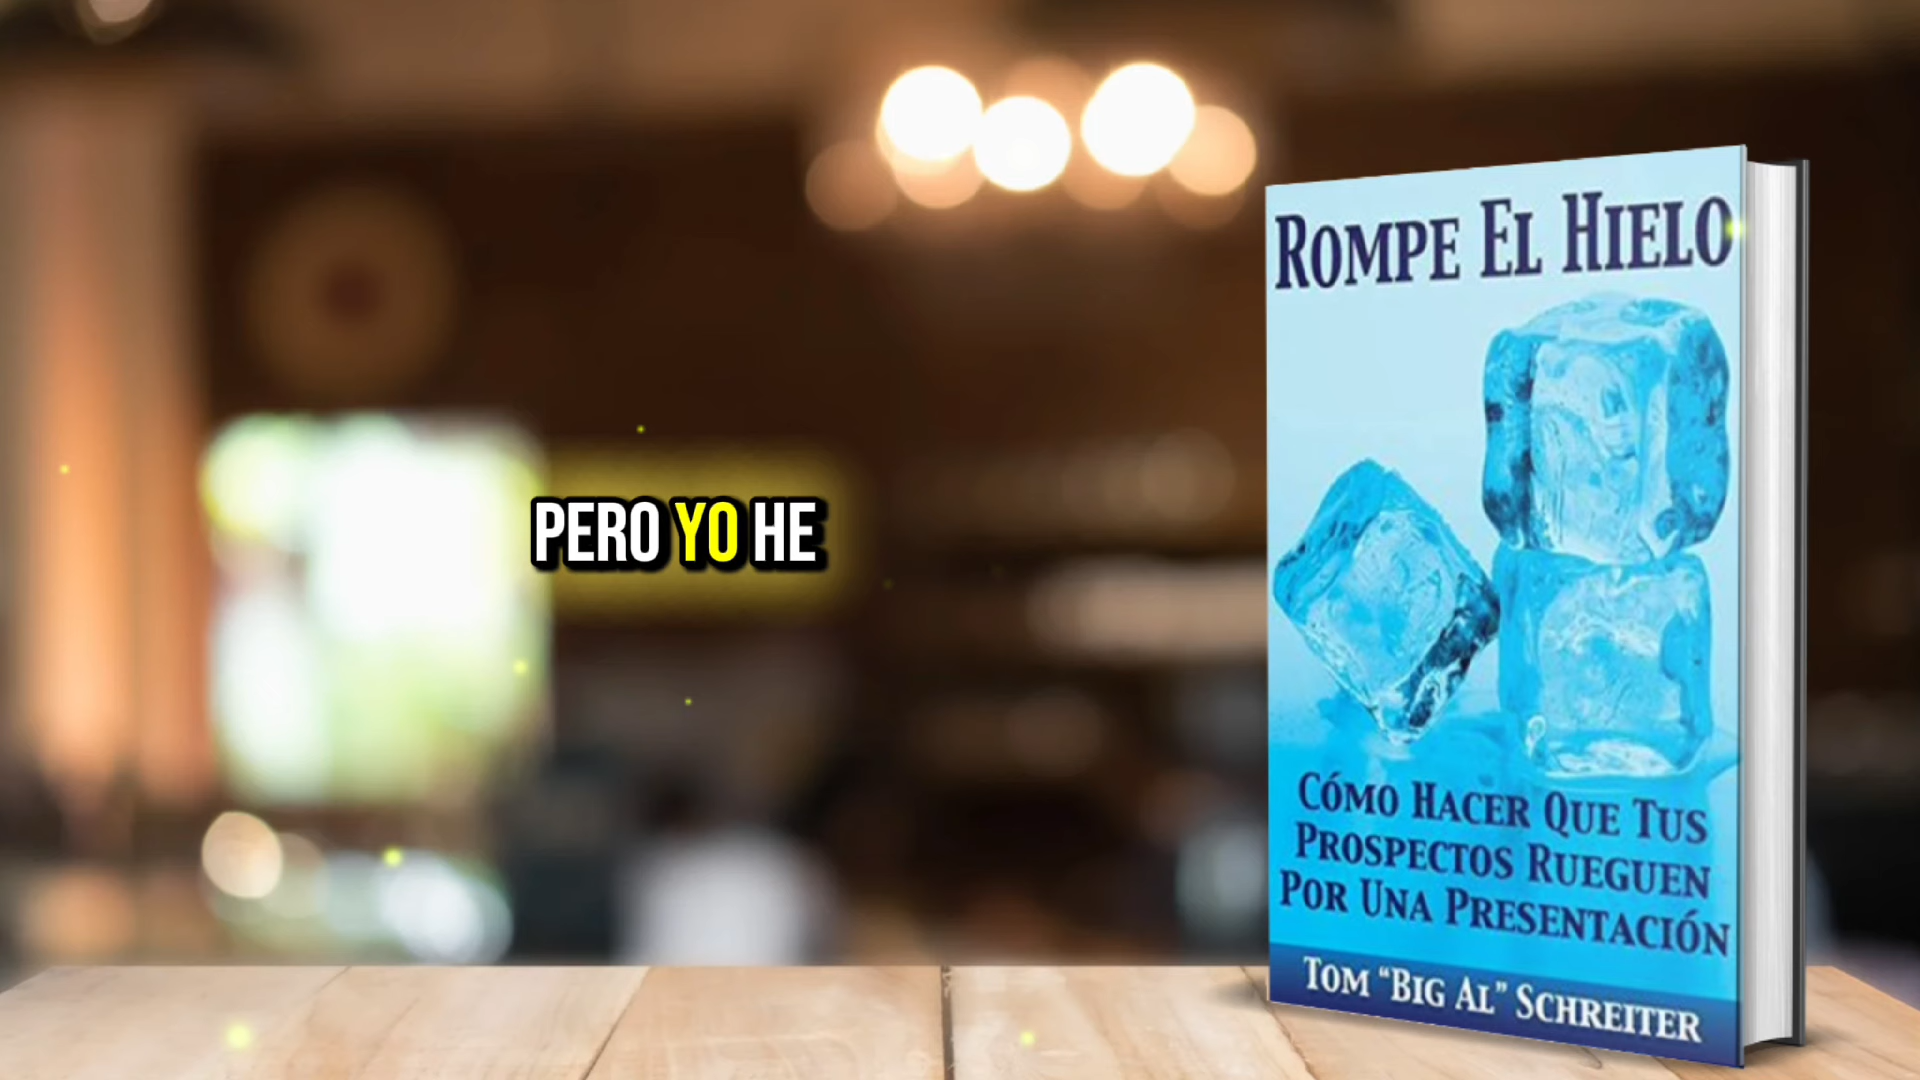 PERO YO HE
ROMPE EL HIELO
CÓMO HACER QUE TUS
PROSPECTOS RUEGUEN
POR UNA PRESENTACIÓN
TOM “BIG AL” SCHREITER